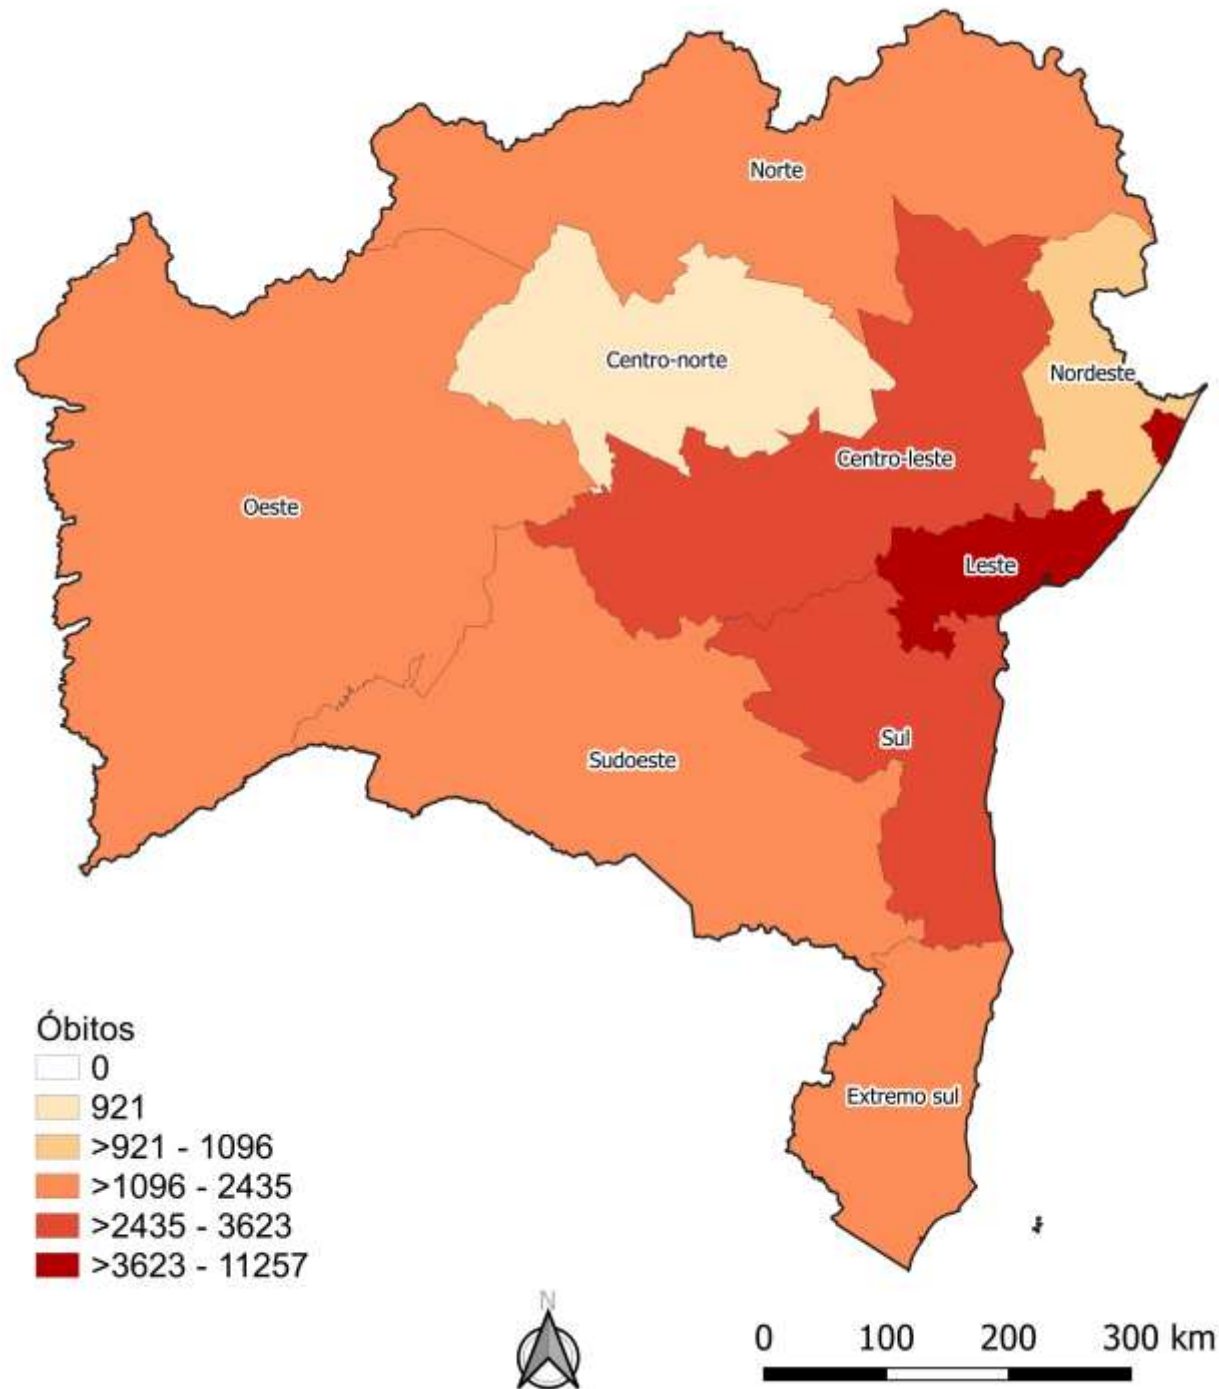 Norte
Centro-norte
Nordeste
Centro-leste
Oeste
Leste
Sul
Sudoeste
Extremo sul
Óbitos
0
921
>921 - 1096
>1096 - 2435
>2435 - 3623
>3623 - 11257
N
0 100 200 300 km